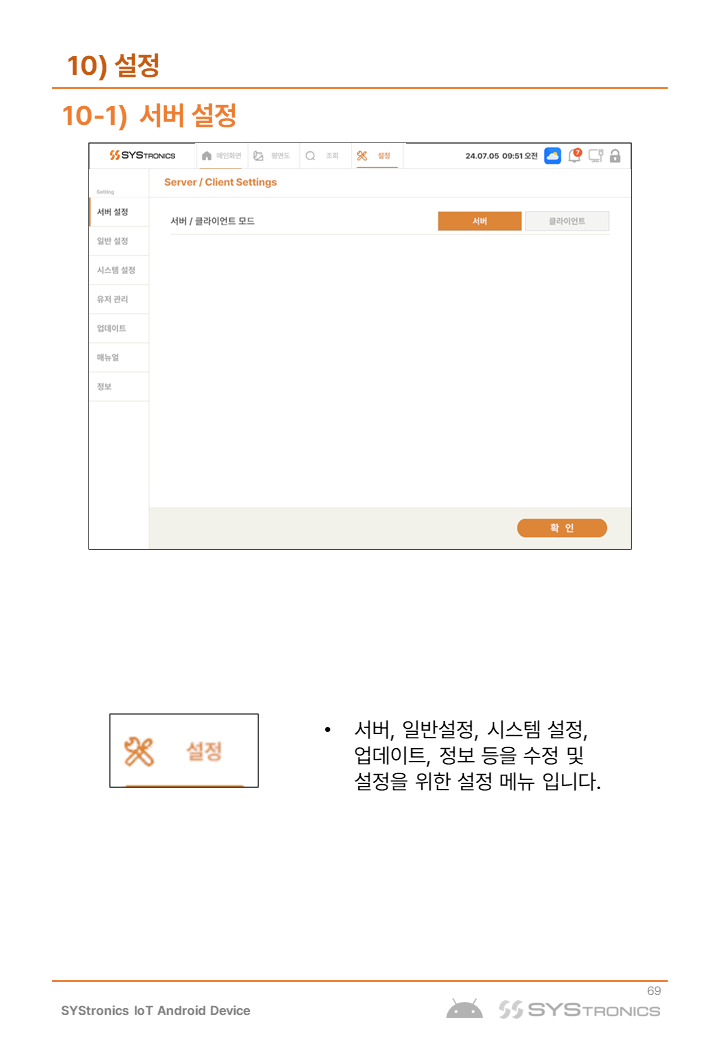 10) 설정
10-1) 서버 설정
SYSTRONICS 메인화면 평면도 조회 설정 24.07.05 09:51 오전 7
Setting
Server / Client Settings
서버 설정
서버 / 클라이언트 모드 서버 클라이언트
일반 설정
시스템 설정
유저 관리
업데이트
매뉴얼
정보
확 인
설정
• 서버, 일반설정, 시스템 설정,
업데이트, 정보 등을 수정 및
설정을 위한 설정 메뉴 입니다.
69
SYStronics IoT Android Device
SYSTRONICS